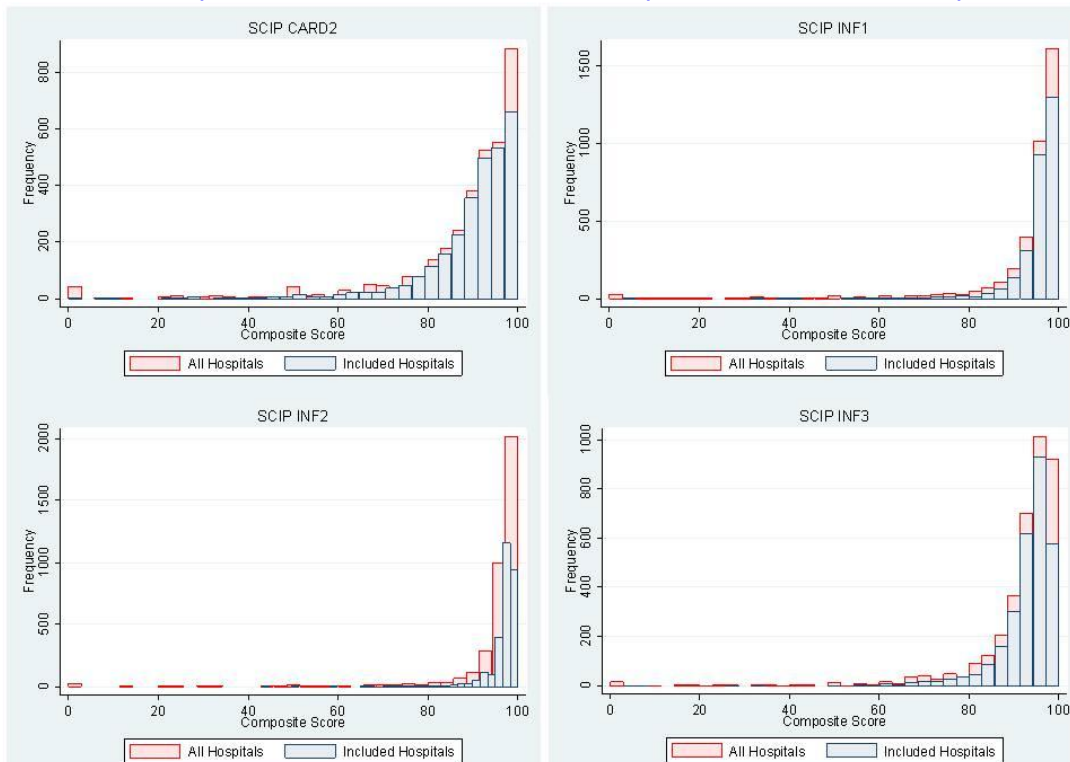 SCIP CARD2
800
600
400
200
0
Frequency
0 20 40 60 80 100
Composite Score
All Hospitals Included Hospitals
SCIP INF1
1500
1000
500
0
Frequency
0 20 40 60 80 100
Composite Score
All Hospitals Included Hospitals
SCIP INF2
2000
1500
1000
500
0
Frequency
0 20 40 60 80 100
Composite Score
All Hospitals Included Hospitals
SCIP INF3
1000
800
600
400
200
0
Frequency
0 20 40 60 80 100
Composite Score
All Hospitals Included Hospitals